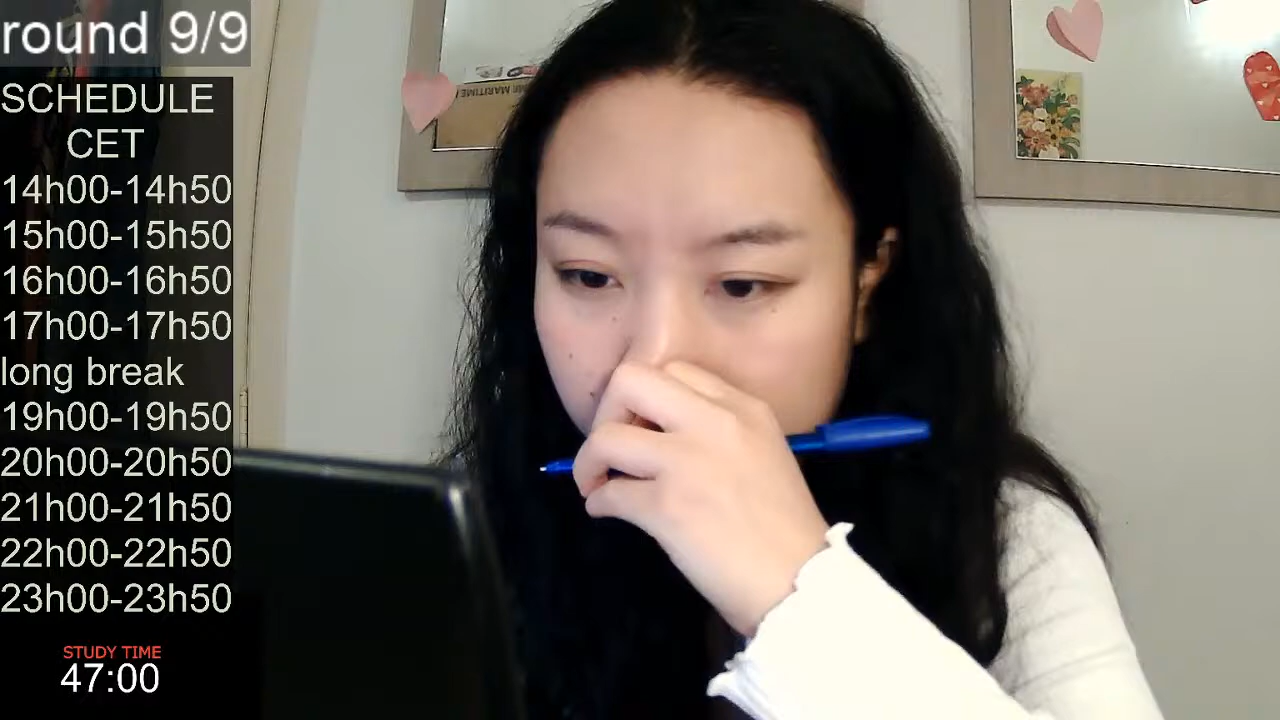 round 9/9
SCHEDULE
CET
14h00-14h50
15h00-15h50
16h00-16h50
17h00-17h50
long break
19h00-19h50
20h00-20h50
21h00-21h50
22h00-22h50
23h00-23h50
STUDY TIME
47:00